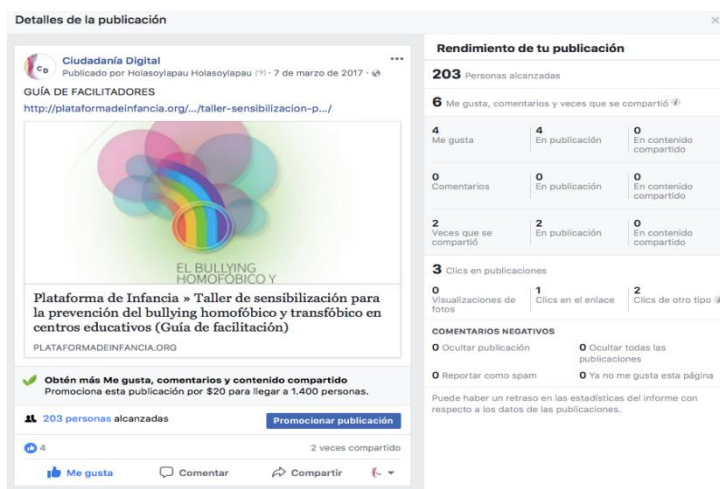 Detalles de la publicación
Ciudadanía Digital
Publicado por Holasoylapau Holasoylapau [?] · 7 de marzo de 2017 ·
GUÍA DE FACILITADORES
http://plataformadeinfancia.org/.../taller-sensibilizacion-p.../
EL BULLYING
HOMOFÓBICO Y
Plataforma de Infancia » Taller de sensibilización para
la prevención del bullying homofóbico y transfóbico en
centros educativos (Guía de facilitación)
PLATAFORMADEINFANCIA.ORG
Obtén más Me gusta, comentarios y contenido compartido
Promociona esta publicación por $20 para llegar a 1.400 personas.
203 personas alcanzadas
Promocionar publicación
4
2 veces compartido
Me gusta
Comentar
Compartir
Rendimiento de tu publicación
203 Personas alcanzadas
6 Me gusta, comentarios y veces que se compartió
4
Me gusta
4
En publicación
0
En contenido
compartido
0
Comentarios
0
En publicación
0
En contenido
compartido
2
Veces que se
compartió
2
En publicación
0
En contenido
compartido
3 Clics en publicaciones
0
Visualizaciones de
fotos
1
Clics en el enlace
2
Clics de otro tipo
COMENTARIOS NEGATIVOS
0 Ocultar publicación
0 Ocultar todas las
publicaciones
0 Reportar como spam
0 Ya no me gusta esta página
Puede haber un retraso en las estadísticas del informe con
respecto a los datos de las publicaciones.